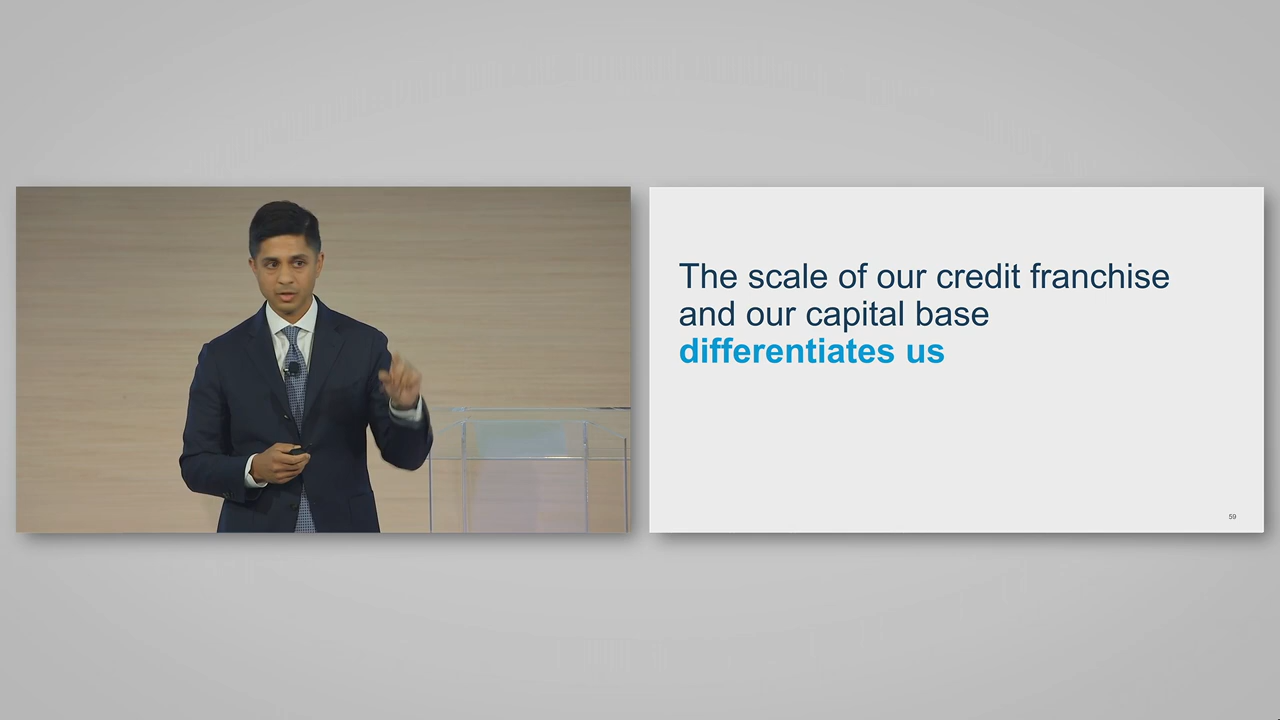 The scale of our credit franchise
and our capital base
differentiates us
59